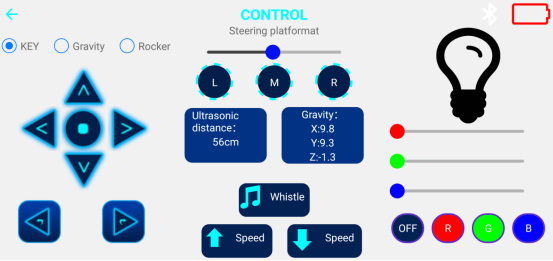 CONTROL
Steering platformat
KEY
Gravity
Rocker
L
M
R
Ultrasonic
distance:
56cm
Gravity:
X:9.8
Y:9.3
Z:-1.3
Whistle
Speed
Speed
OFF
R
G
B